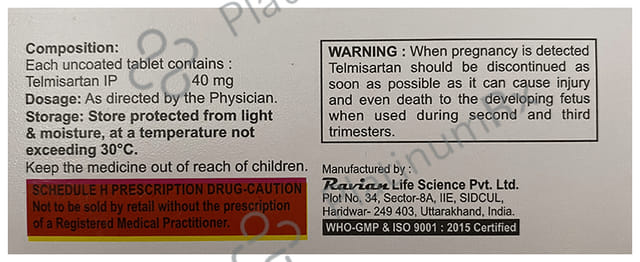 Composition:
Each uncoated tablet contains :
Telmisartan IP 40 mg
Dosage: As directed by the Physician.
Storage: Store protected from light
& moisture, at a temperature not
exceeding 30°C.
Keep the medicine out of reach of children.
SCHEDULE H PRESCRIPTION DRUG-CAUTION
Not to be sold by retail without the prescription
of a Registered Medical Practitioner.
WARNING : When pregnancy is detected
Telmisartan should be discontinued as
soon as possible as it can cause injury
and even death to the developing fetus
when used during second and third
trimesters.
Manufactured by :
Ravian Life Science Pvt. Ltd.
Plot No. 34, Sector-8A, IIE, SIDCUL,
Haridwar- 249 403, Uttarakhand, India.
WHO-GMP & ISO 9001 : 2015 Certified
PlatinumRx